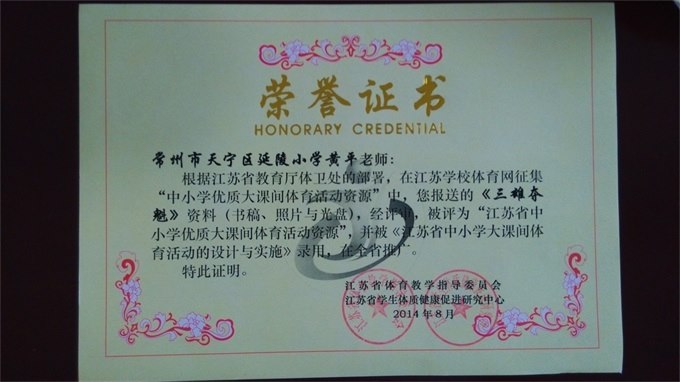 荣誉证书
HONORARY CREDENTIAL
常州市天宁区延陵小学黄平老师：
根据江苏省教育厅体卫处的部署，在江苏学校体育网征集
“中小学优质大课间体育活动资源”中，您报送的《三雄夺
魁》资料（书稿、照片与光盘），经评审，被评为“江苏省中
小学优质大课间体育活动资源”，并被《江苏省中小学大课间体
育活动的设计与实施》录用，在全省推广。
特此证明。
江苏省体育教学指导委员会
江苏省学生体质健康促进研究中心
2014年8月